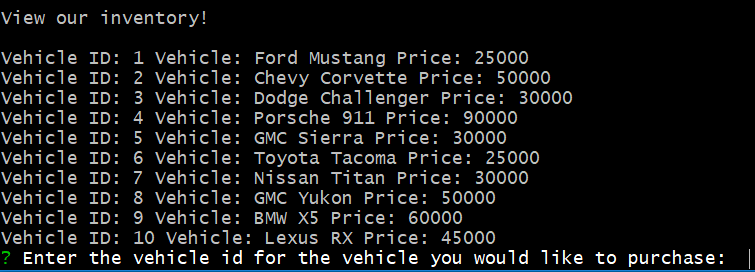 View our inventory!
Vehicle ID: 1 Vehicle: Ford Mustang Price: 25000
Vehicle ID: 2 Vehicle: Chevy Corvette Price: 50000
Vehicle ID: 3 Vehicle: Dodge Challenger Price: 30000
Vehicle ID: 4 Vehicle: Porsche 911 Price: 90000
Vehicle ID: 5 Vehicle: GMC Sierra Price: 30000
Vehicle ID: 6 Vehicle: Toyota Tacoma Price: 25000
Vehicle ID: 7 Vehicle: Nissan Titan Price: 30000
Vehicle ID: 8 Vehicle: GMC Yukon Price: 50000
Vehicle ID: 9 Vehicle: BMW X5 Price: 60000
Vehicle ID: 10 Vehicle: Lexus RX Price: 45000
? Enter the vehicle id for the vehicle you would like to purchase: